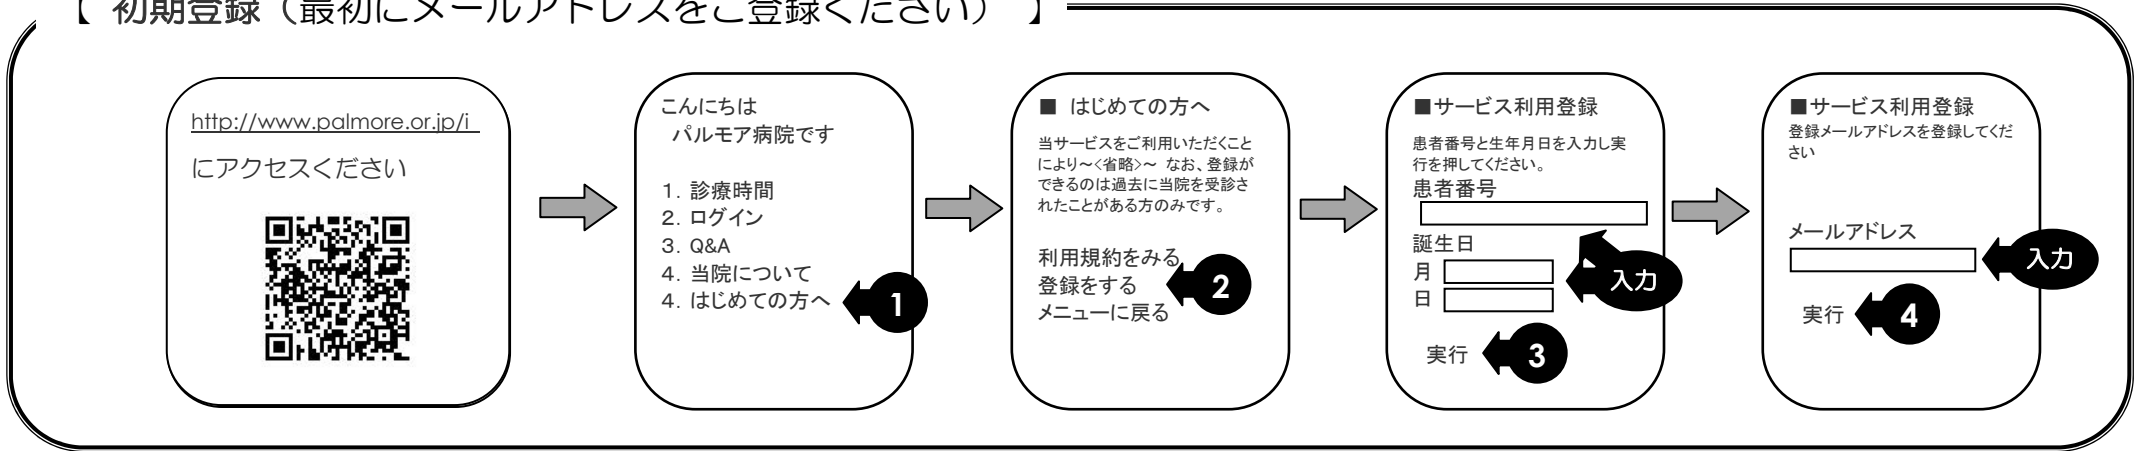 【 初期登録（最初にメールアドレスをご登録ください） 】
http://www.palmore.or.jp/i
にアクセスください
こんにちは
パルモア病院です
1. 診療時間
2. ログイン
3. Q&A
4. 当院について
4. はじめての方へ
1
■ はじめての方へ
当サービスをご利用いただくこと
により～<省略>～ なお、登録が
できるのは過去に当院を受診さ
れたことがある方のみです。
利用規約をみる
登録をする
メニューに戻る
2
■サービス利用登録
患者番号と生年月日を入力し実
行を押してください。
患者番号
誕生日
月
日
入力
実行
3
■サービス利用登録
登録メールアドレスを登録してくだ
さい
メールアドレス
入力
実行
4